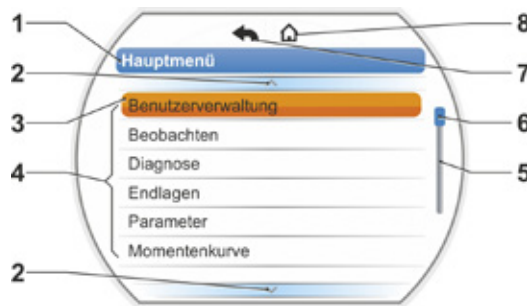 1
8
Hauptmenü
7
2
3
Benutzerverwaltung
6
Beobachten
4
Diagnose
5
Endlagen
Parameter
Momentenkurve
2